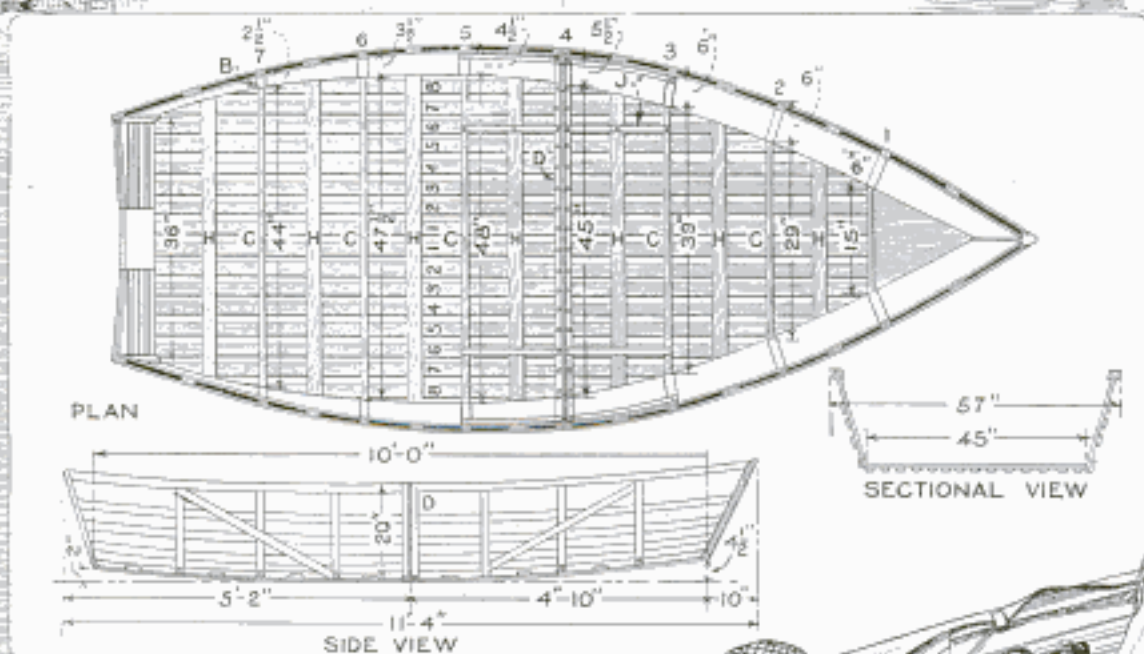 2½" 6 3½" 5 4½" 4 5½" 3 6" 2 6" 1
B 7
8 J
7
6
5 D "6"
3
2
36" H C 44" H C 47½" H 1 C 48" H 45" H C 39" H C 29" H 15"
1
2
3
4
5
6
7
8
PLAN
57"
45"
SECTIONAL VIEW
10'-0"
D
20"
4½"
5'-2" 4"-10" 10"
11'-4"
SIDE VIEW